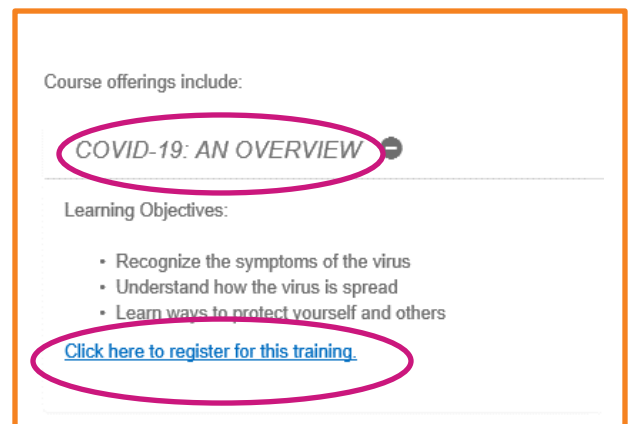 Course offerings include:
COVID-19: AN OVERVIEW
Learning Objectives:
• Recognize the symptoms of the virus
• Understand how the virus is spread
• Learn ways to protect yourself and others
Click here to register for this training.